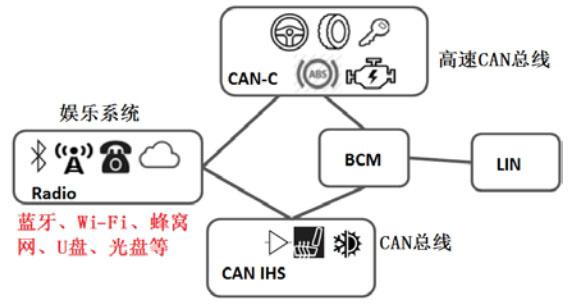 CAN-C
ABS
高速CAN总线
娱乐系统
Radio
BCM
LIN
蓝牙、Wi-Fi、蜂窝
网、U盘、光盘等
CAN IHS
CAN总线